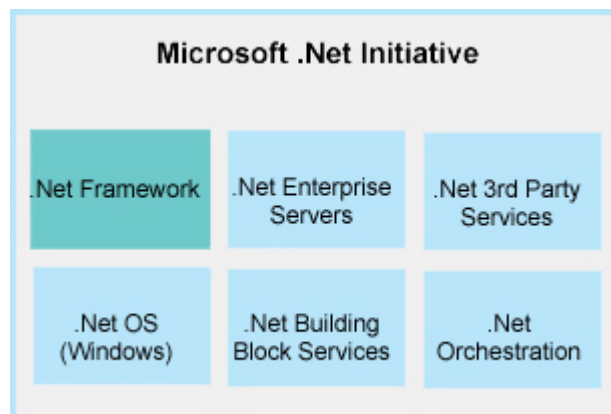 Microsoft .Net Initiative
.Net Framework
.Net Enterprise
Servers
.Net 3rd Party
Services
.Net OS
(Windows)
.Net Building
Block Services
.Net
Orchestration